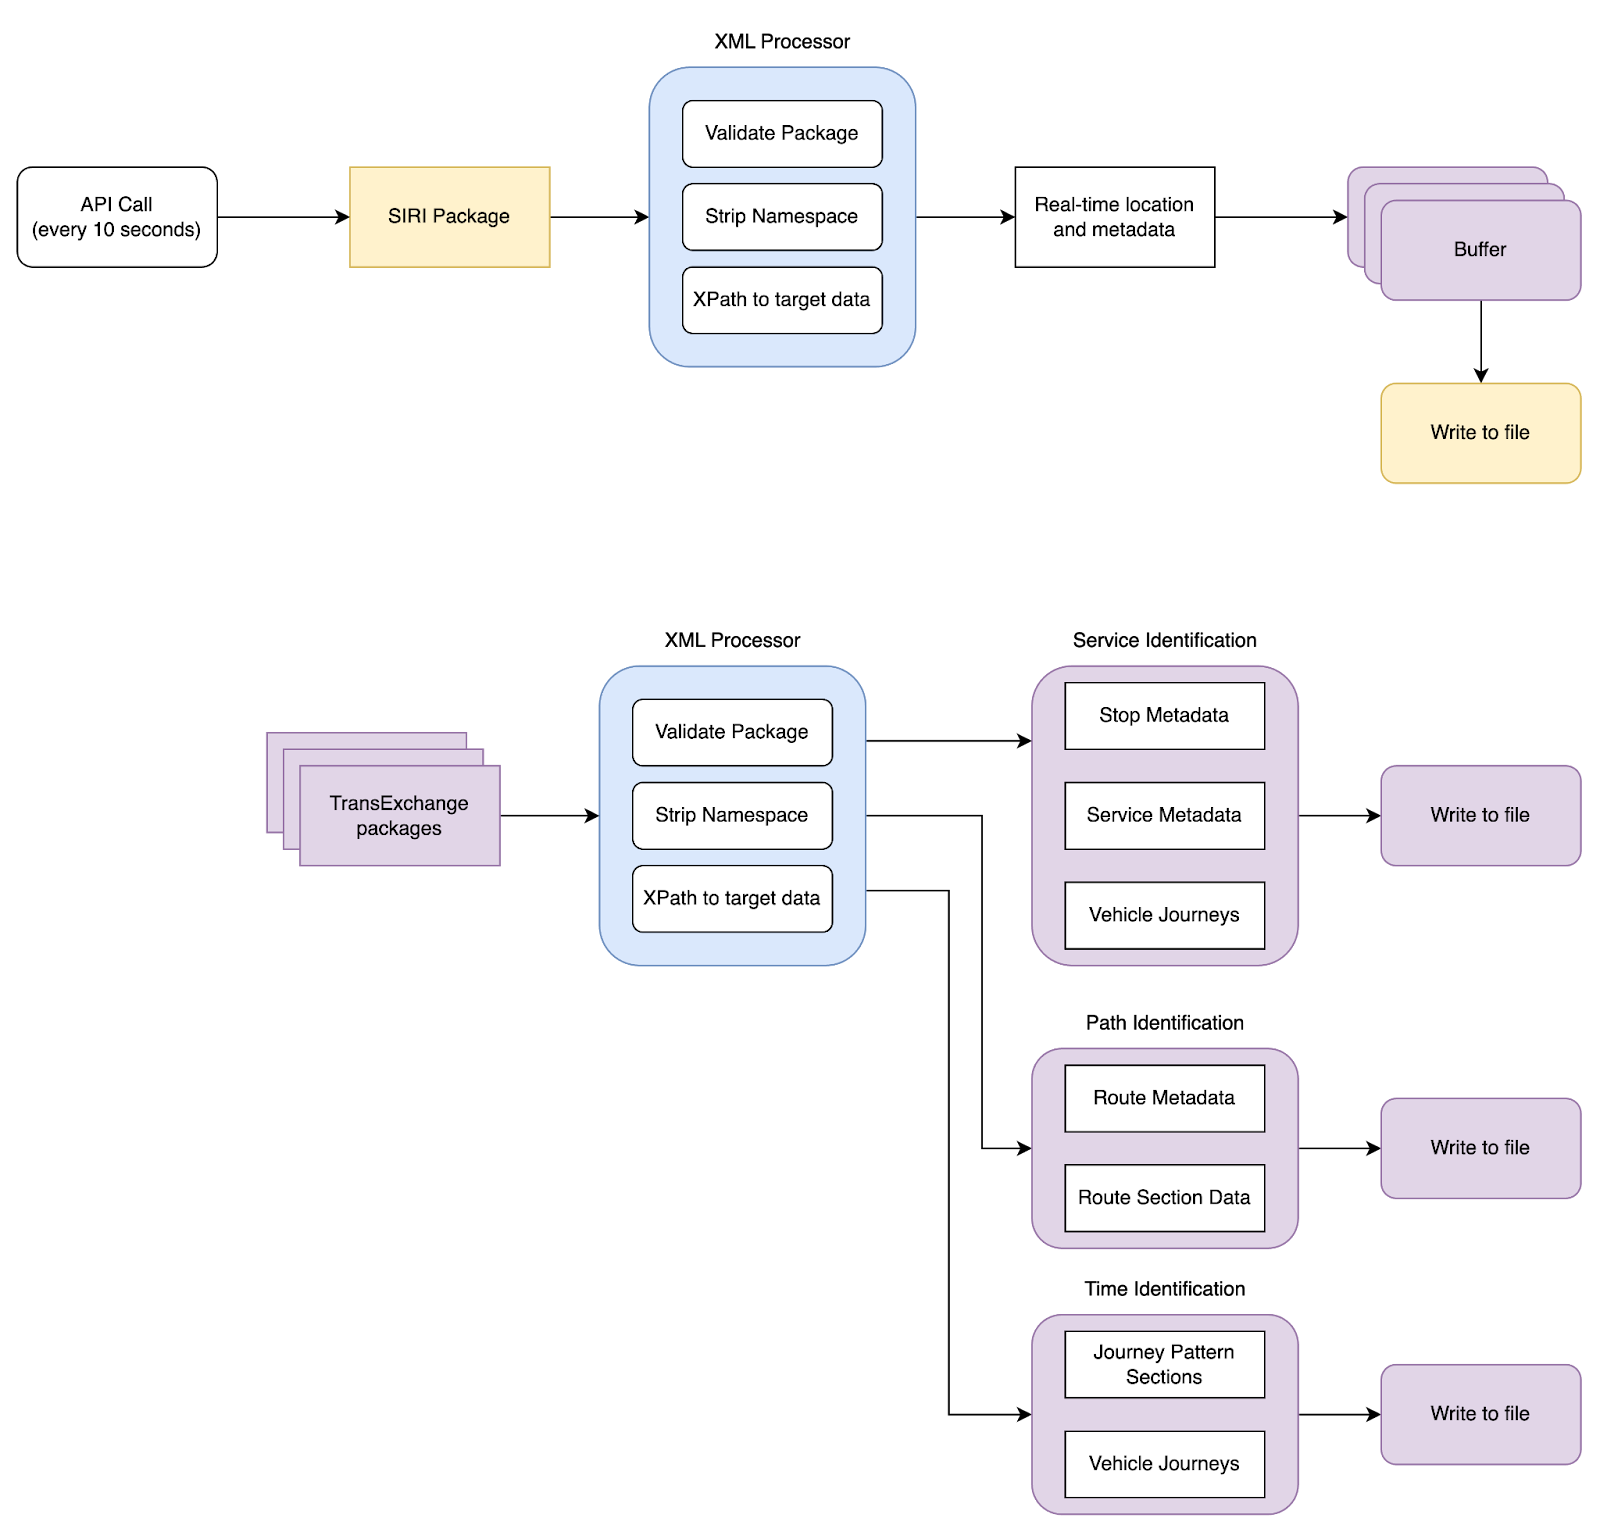 XML Processor
Validate Package
Strip Namespace
XPath to target data
API Call
(every 10 seconds)
SIRI Package
Real-time location
and metadata
Buffer
Write to file
XML Processor
Validate Package
Strip Namespace
XPath to target data
TransExchange
packages
Service Identification
Stop Metadata
Service Metadata
Vehicle Journeys
Write to file
Path Identification
Route Metadata
Route Section Data
Write to file
Time Identification
Journey Pattern
Sections
Vehicle Journeys
Write to file